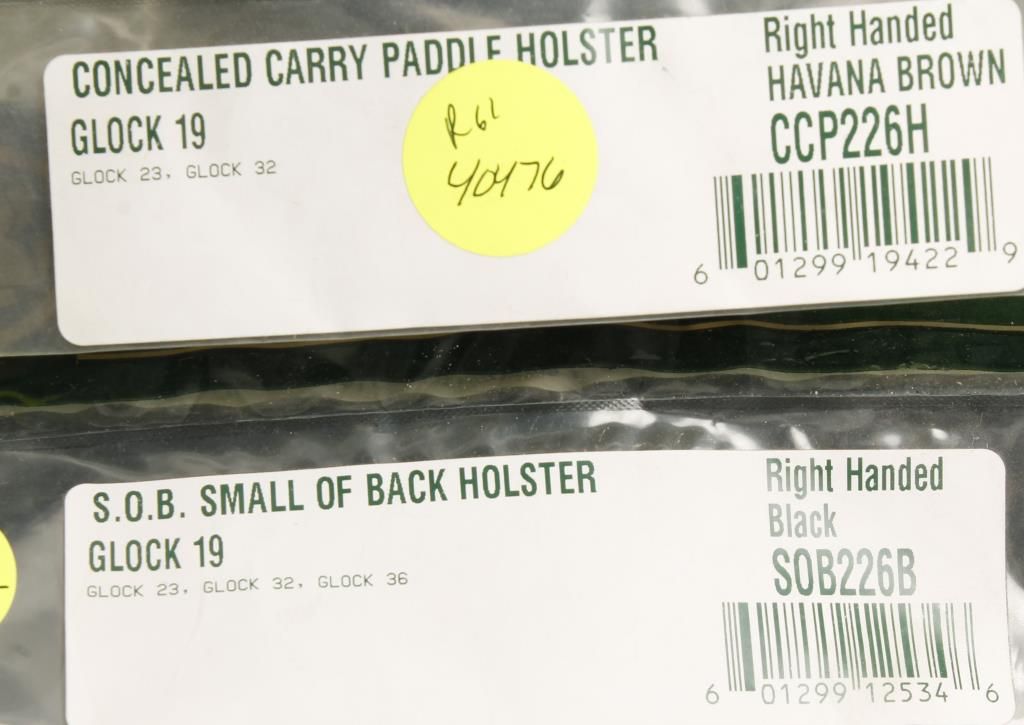 CONCEALED CARRY PADDLE HOLSTER
GLOCK 19
GLOCK 23, GLOCK 32
R61
40476
Right Handed
HAVANA BROWN
CCP226H
6 01299 19422 9
S.O.B. SMALL OF BACK HOLSTER
GLOCK 19
GLOCK 23, GLOCK 32, GLOCK 36
Right Handed
Black
SOB226B
6 01299 12534 6